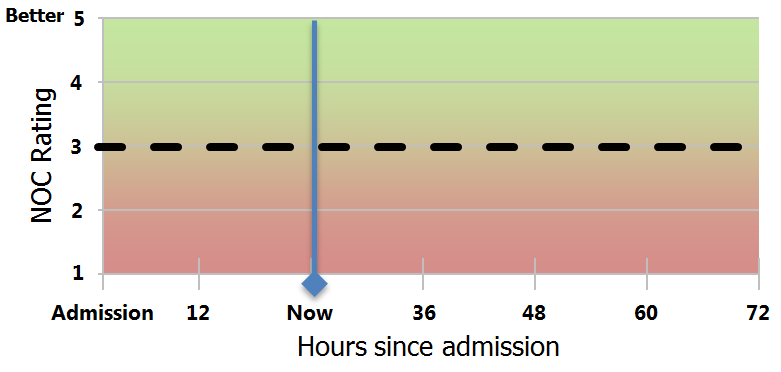 Better 5
4
3
2
1
NOC Rating
Admission 12 Now 36 48 60 72
Hours since admission